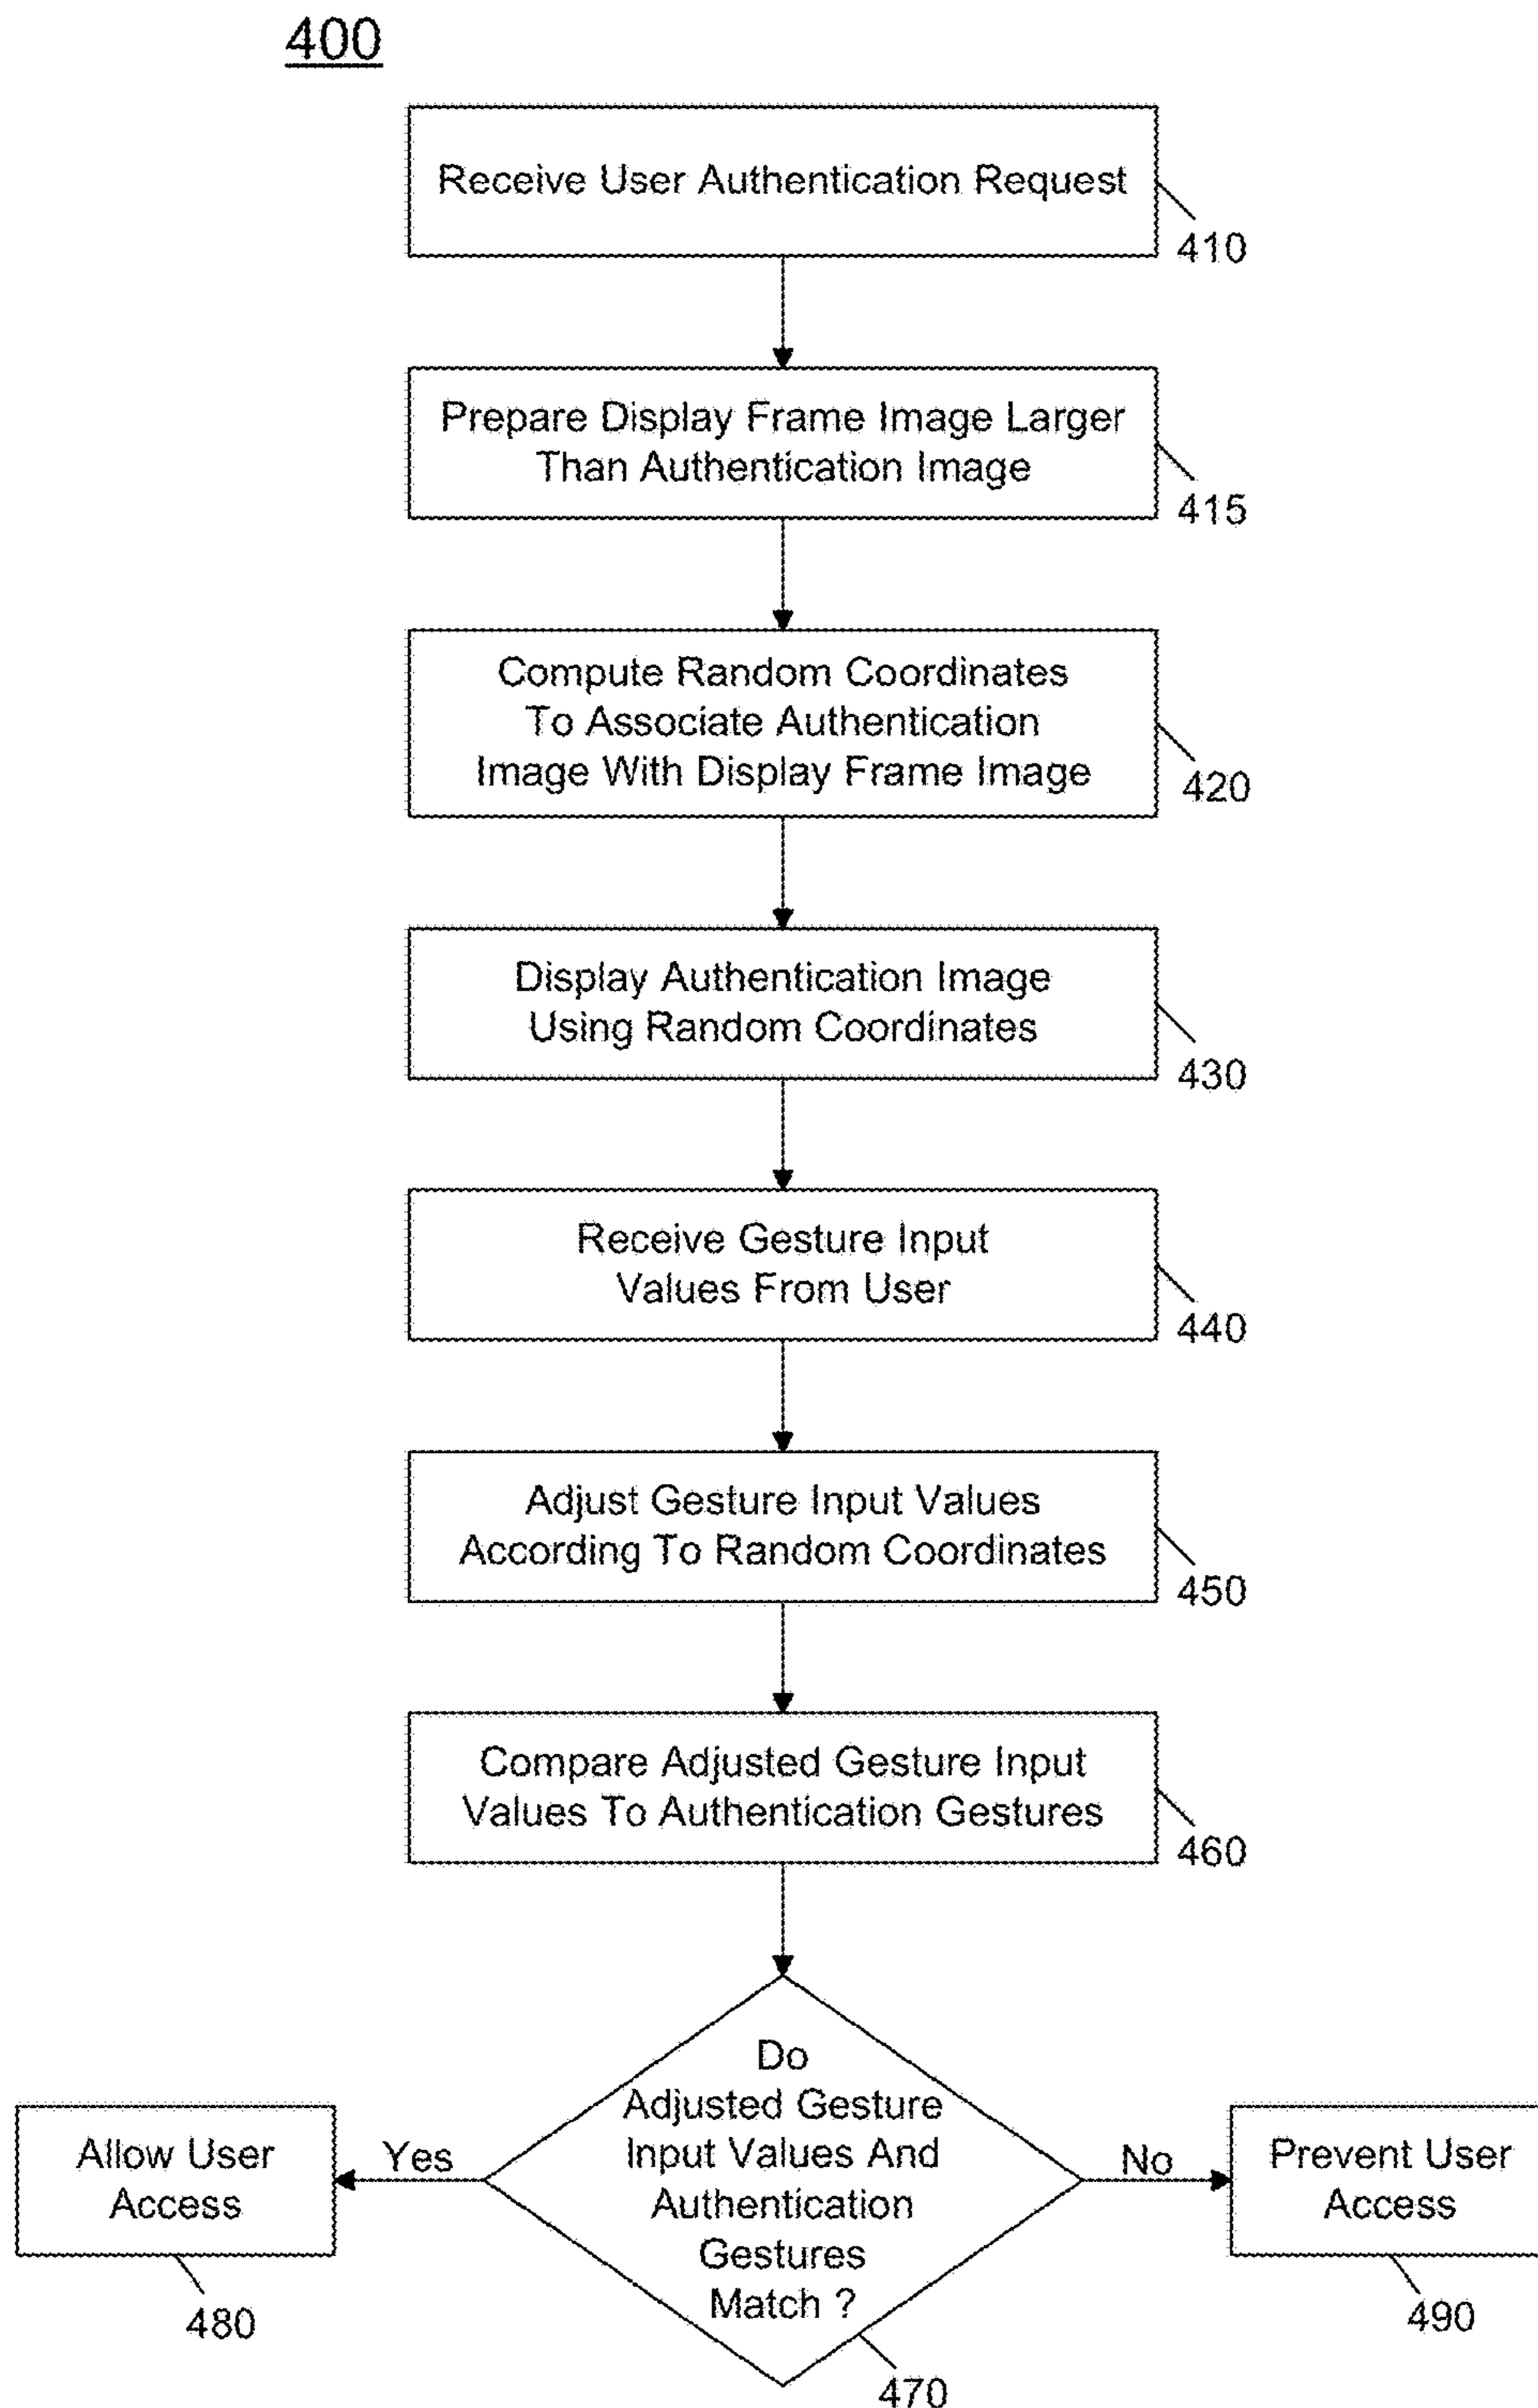 400
Receive User Authentication Request
410
Prepare Display Frame Image Larger
Than Authentication Image
415
Compute Random Coordinates
To Associate Authentication
Image With Display Frame Image
420
Display Authentication Image
Using Random Coordinates
430
Receive Gesture Input
Values From User
440
Adjust Gesture Input Values
According To Random Coordinates
450
Compare Adjusted Gesture Input
Values To Authentication Gestures
460
Do
Adjusted Gesture
Input Values And
Authentication
Gestures
Match ?
470
Yes
Allow User
Access
480
No
Prevent User
Access
490